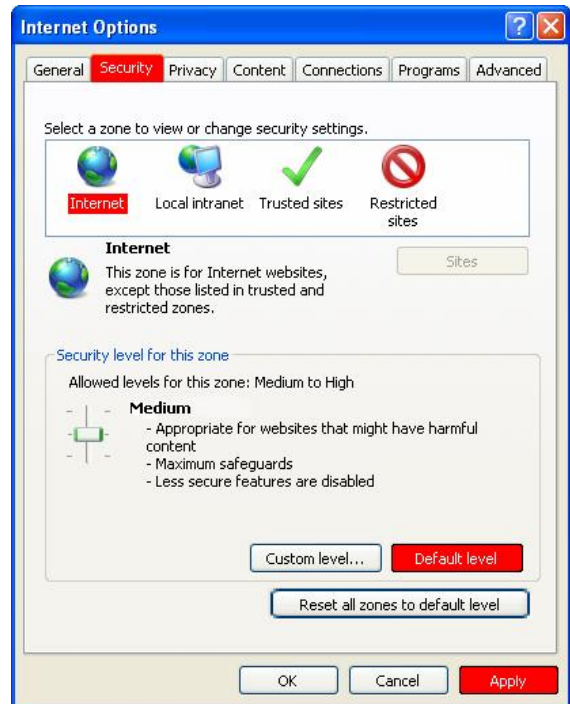 Internet Options
General Security Privacy Content Connections Programs Advanced
Select a zone to view or change security settings.
Internet Local intranet Trusted sites Restricted
sites
Internet
Sites
This zone is for Internet websites,
except those listed in trusted and
restricted zones.
Security level for this zone
Allowed levels for this zone: Medium to High
Medium
- Appropriate for websites that might have harmful
content
- Maximum safeguards
- Less secure features are disabled
Custom level... Default level
Reset all zones to default level
OK Cancel Apply